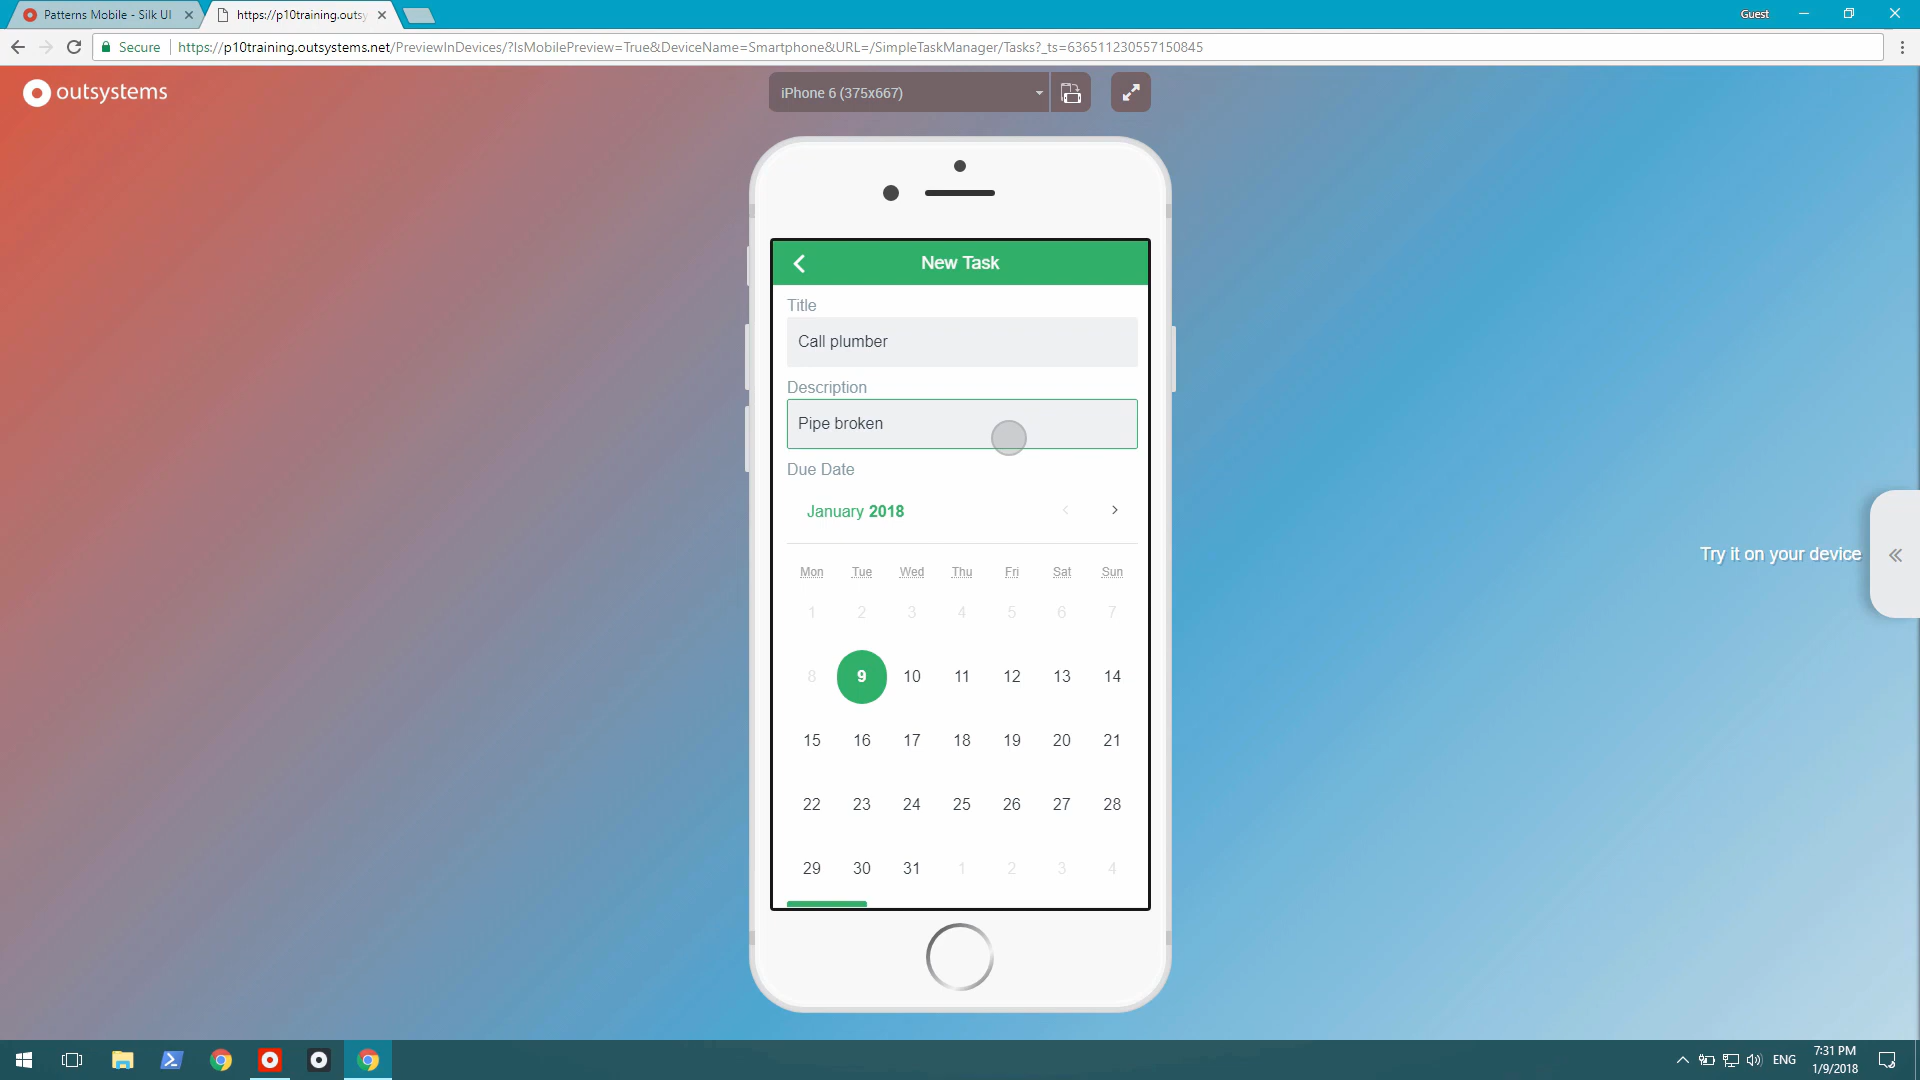 Patterns Mobile - Silk UI
https://p10training.outsy
Guest
Secure
https://p10training.outsystems.net/PreviewInDevices/?IsMobilePreview=True&DeviceName=Smartphone&URL=/SimpleTaskManager/Tasks?_ts=636511230557150845
outsystems
iPhone 6 (375x667)
New Task
Title
Call plumber
Description
Pipe broken
Due Date
January 2018
Mon Tue Wed Thu Fri Sat Sun
1 2 3 4 5 6 7
8 9 10 11 12 13 14
15 16 17 18 19 20 21
22 23 24 25 26 27 28
29 30 31 1 2 3 4
Try it on your device
ENG
7:31 PM
1/9/2018